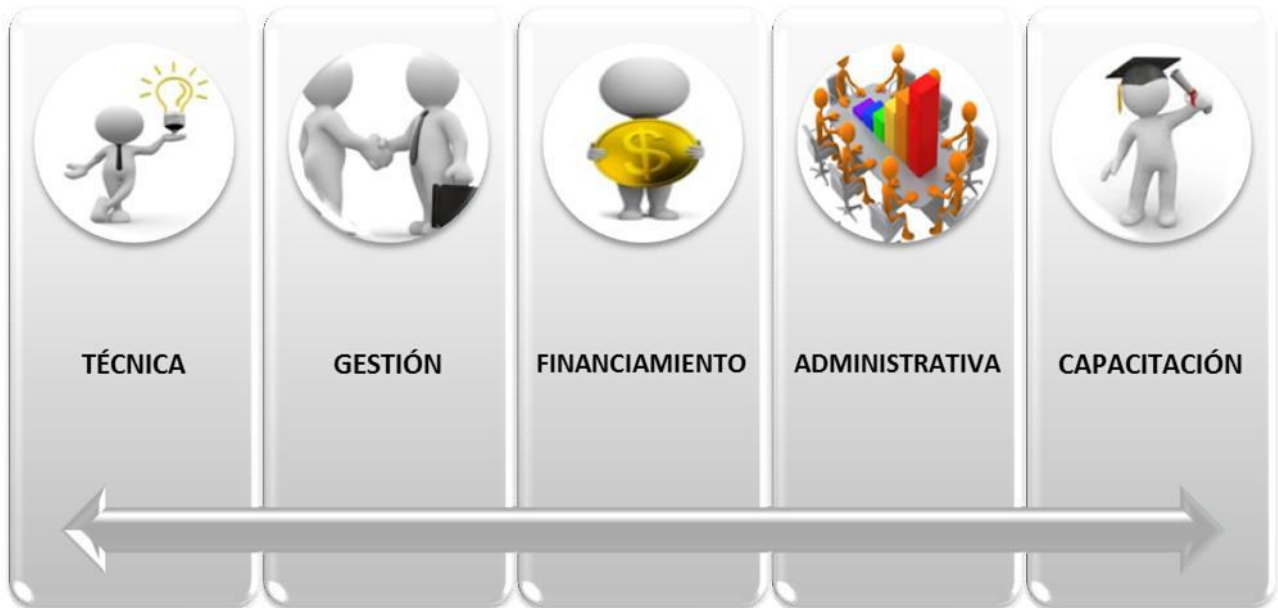 TÉCNICA
GESTIÓN
FINANCIAMIENTO
ADMINISTRATIVA
CAPACITACIÓN
$